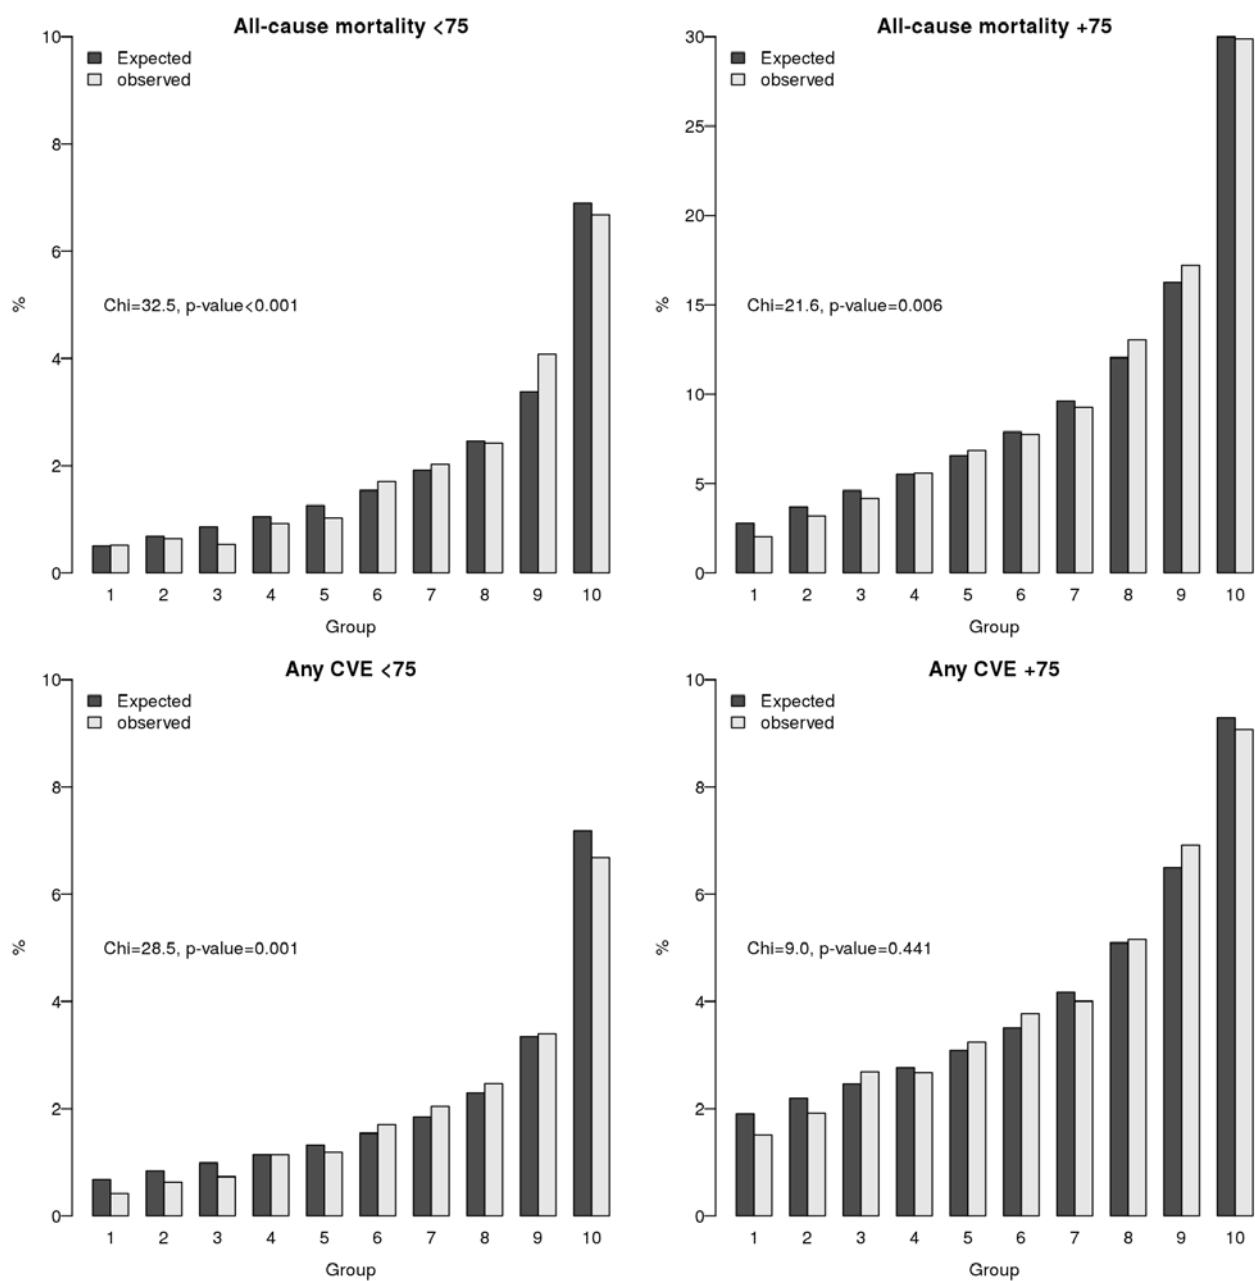 All-cause mortality <75
10
8
6
4
2
0
%
Expected
observed
Chi=32.5, p-value<0.001
1 2 3 4 5 6 7 8 9 10
Group
All-cause mortality +75
30
25
20
15
10
5
0
%
Expected
observed
Chi=21.6, p-value=0.006
1 2 3 4 5 6 7 8 9 10
Group
Any CVE <75
10
8
6
4
2
0
%
Expected
observed
Chi=28.5, p-value=0.001
1 2 3 4 5 6 7 8 9 10
Group
Any CVE +75
10
8
6
4
2
0
%
Expected
observed
Chi=9.0, p-value=0.441
1 2 3 4 5 6 7 8 9 10
Group